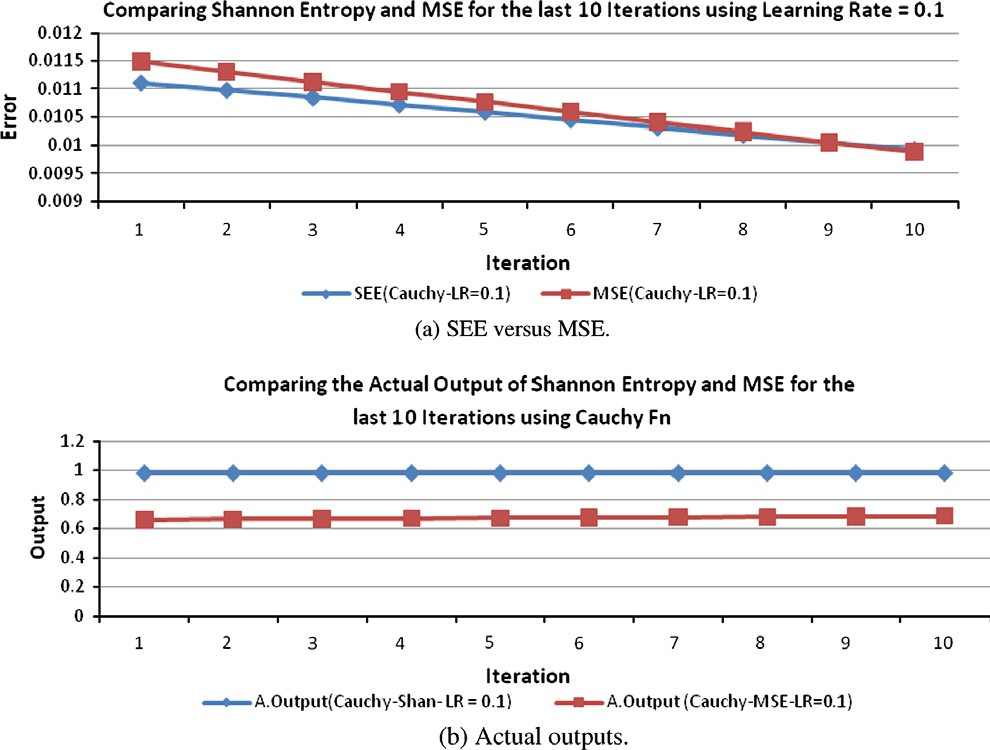 Comparing Shannon Entropy and MSE for the last 10 Iterations using Learning Rate = 0.1
0.012
0.0115
0.011
0.0105
0.01
0.0095
0.009
Error
1 2 3 4 5 6 7 8 9 10
Iteration
SEE(Cauchy-LR=0.1) MSE(Cauchy-LR=0.1)
(a) SEE versus MSE.
Comparing the Actual Output of Shannon Entropy and MSE for the
last 10 Iterations using Cauchy Fn
1.2
1
0.8
0.6
0.4
0.2
0
Output
1 2 3 4 5 6 7 8 9 10
Iteration
A.Output(Cauchy-Shan- LR = 0.1) A.Output (Cauchy-MSE-LR=0.1)
(b) Actual outputs.